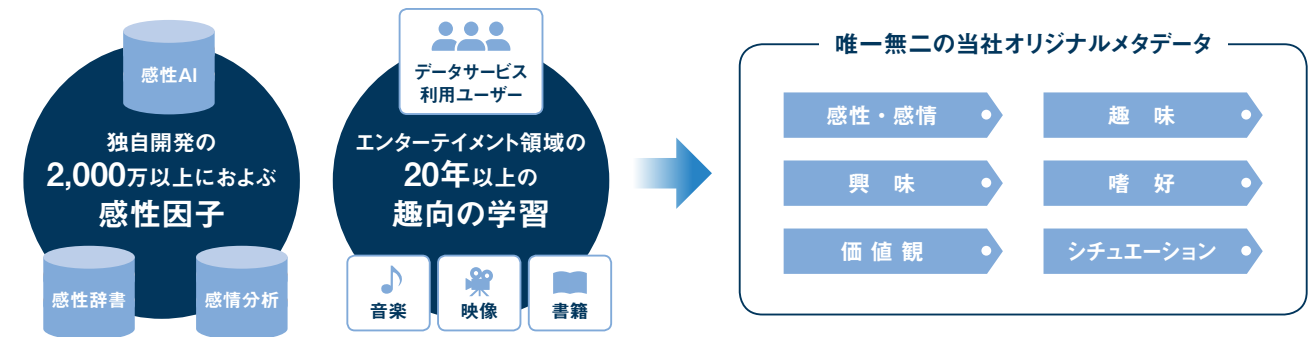 感性AI
独自開発の
2,000万以上におよぶ
感性因子
感性辞書
感情分析
データサービス
利用ユーザー
エンターテイメント領域の
20年以上の
趣向の学習
音楽
映像
書籍
唯一無二の当社オリジナルメタデータ
感性・感情
趣 味
興 味
嗜 好
価 値 観
シチュエーション